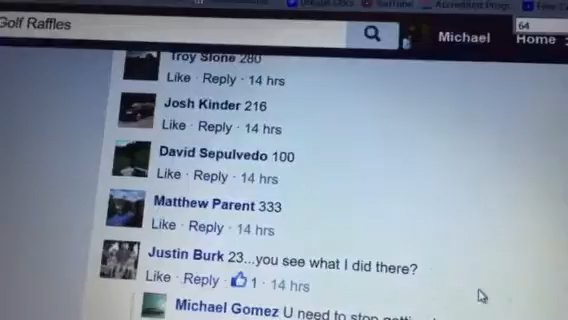 Golf Raffles
Michael Home
64
Troy Slone 280
Like · Reply · 14 hrs
Josh Kinder 216
Like · Reply · 14 hrs
David Sepulvedo 100
Like · Reply · 14 hrs
Matthew Parent 333
Like · Reply · 14 hrs
Justin Burk 23...you see what I did there?
Like · Reply · 1 · 14 hrs
Michael Gomez U need to stop